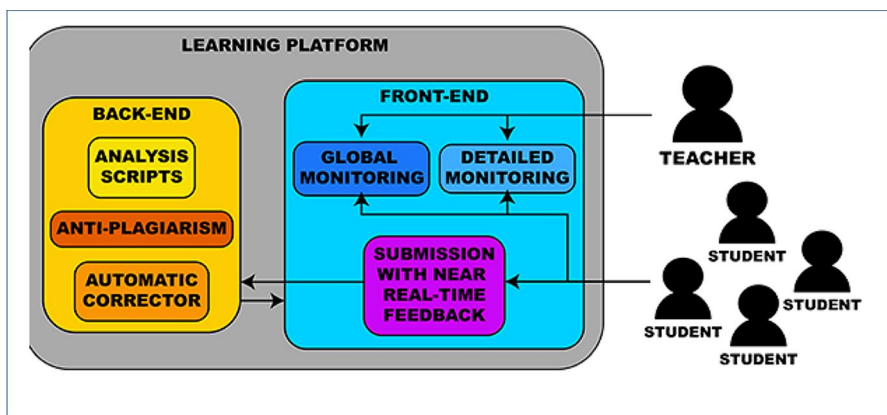 LEARNING PLATFORM
BACK-END
ANALYSIS
SCRIPTS
ANTI-PLAGIARISM
AUTOMATIC
CORRECTOR
FRONT-END
GLOBAL
MONITORING
DETAILED
MONITORING
SUBMISSION
WITH NEAR
REAL-TIME
FEEDBACK
TEACHER
STUDENT
STUDENT
STUDENT
STUDENT